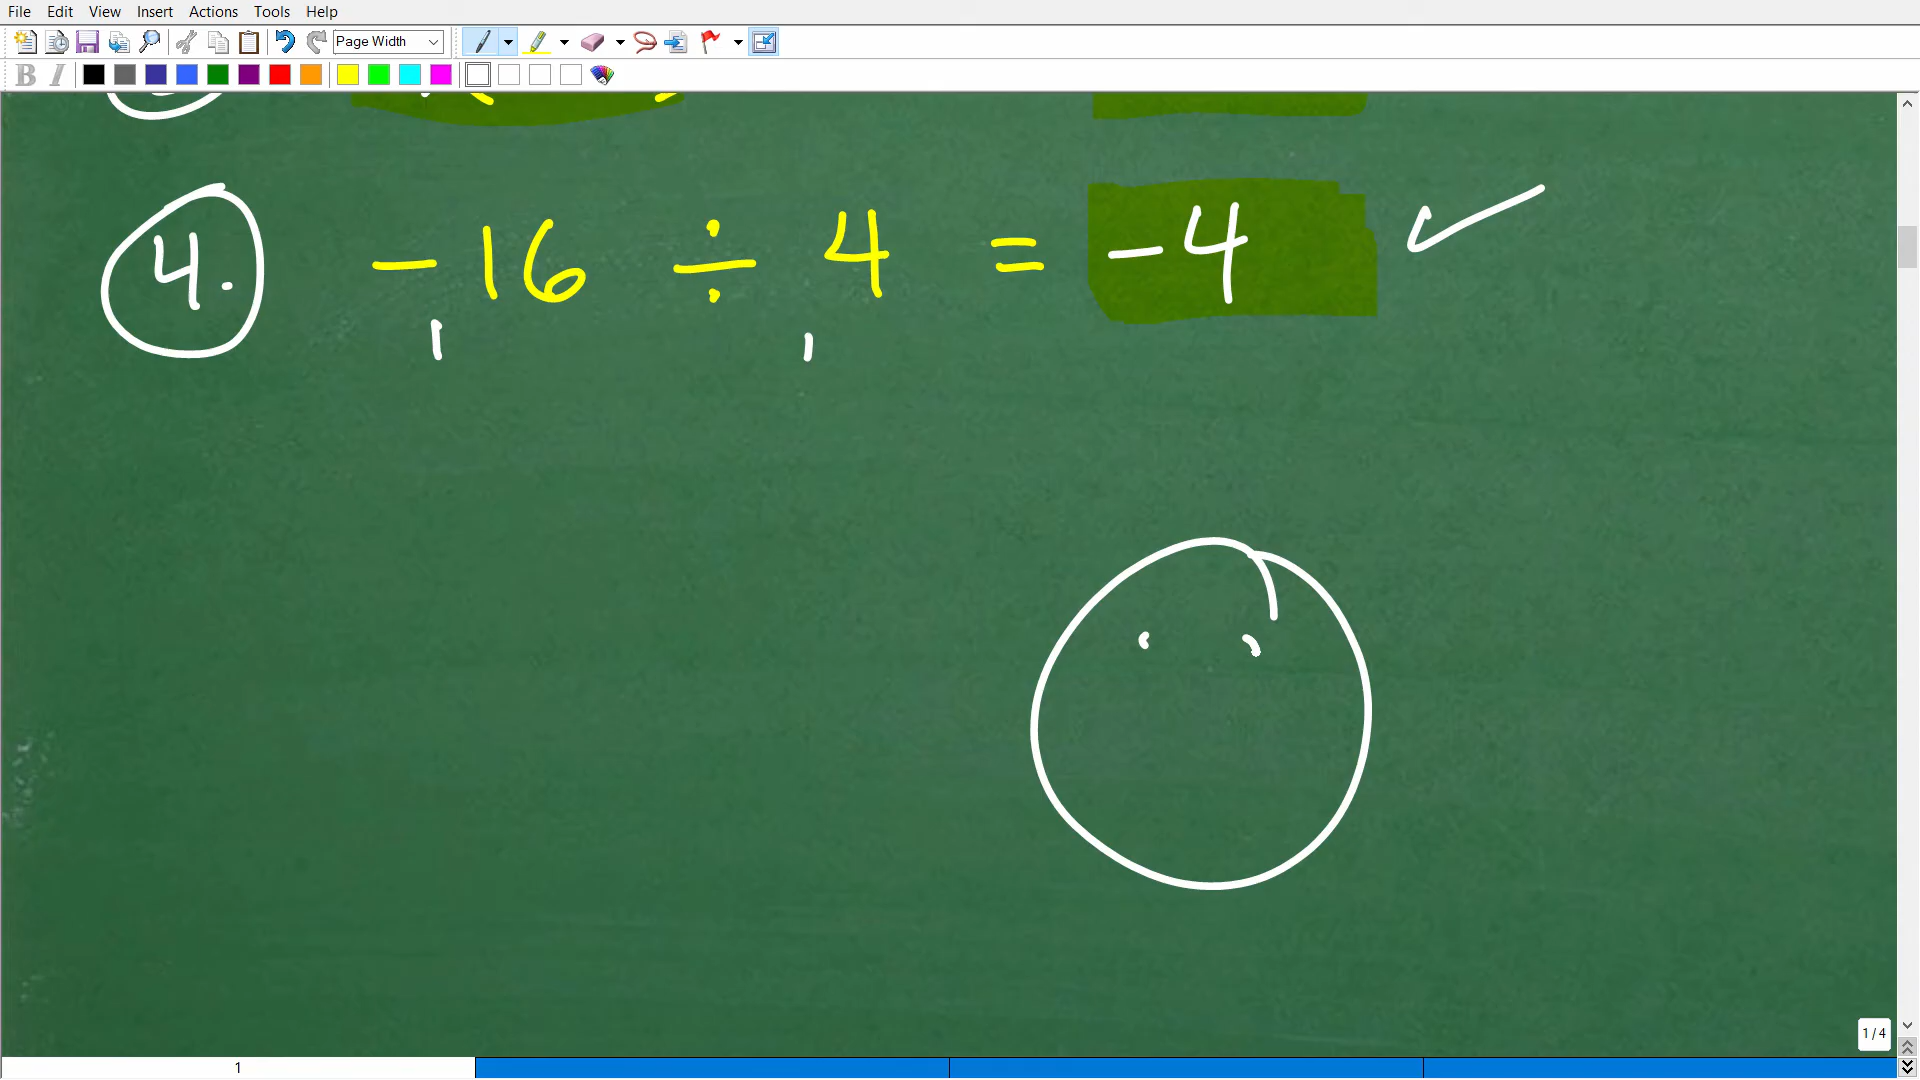 File Edit View Insert Actions Tools Help
Page Width
B I
4. -16 ÷ 4 = -4 ✓
1/4
1